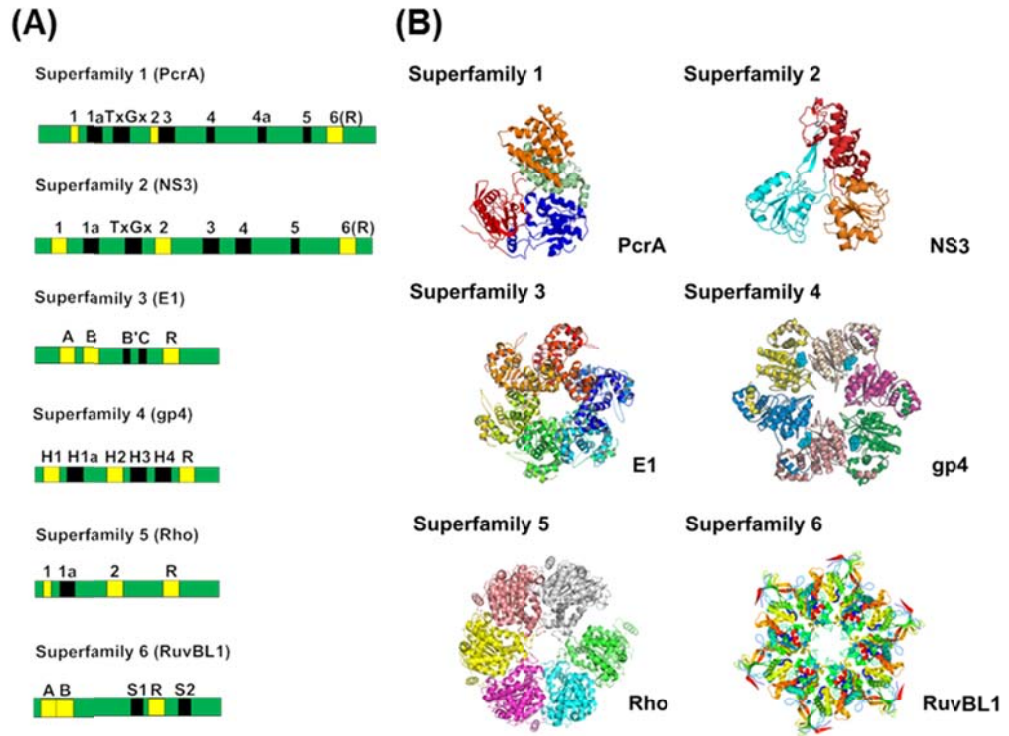 (A)
Superfamily 1 (PcrA)
1 1a TxGx 2 3 4 4a 5 6(R)
Superfamily 2 (NS3)
1 1a TxGx 2 3 4 5 6(R)
Superfamily 3 (E1)
A B B' C R
Superfamily 4 (gp4)
H1 H1a H2 H3 H4 R
Superfamily 5 (Rho)
1 1a 2 R
Superfamily 6 (RuvBL1)
A B S1 R S2
(B)
Superfamily 1
Superfamily 2
PcrA
NS3
Superfamily 3
Superfamily 4
E1
gp4
Superfamily 5
Superfamily 6
Rho
RuvBL1